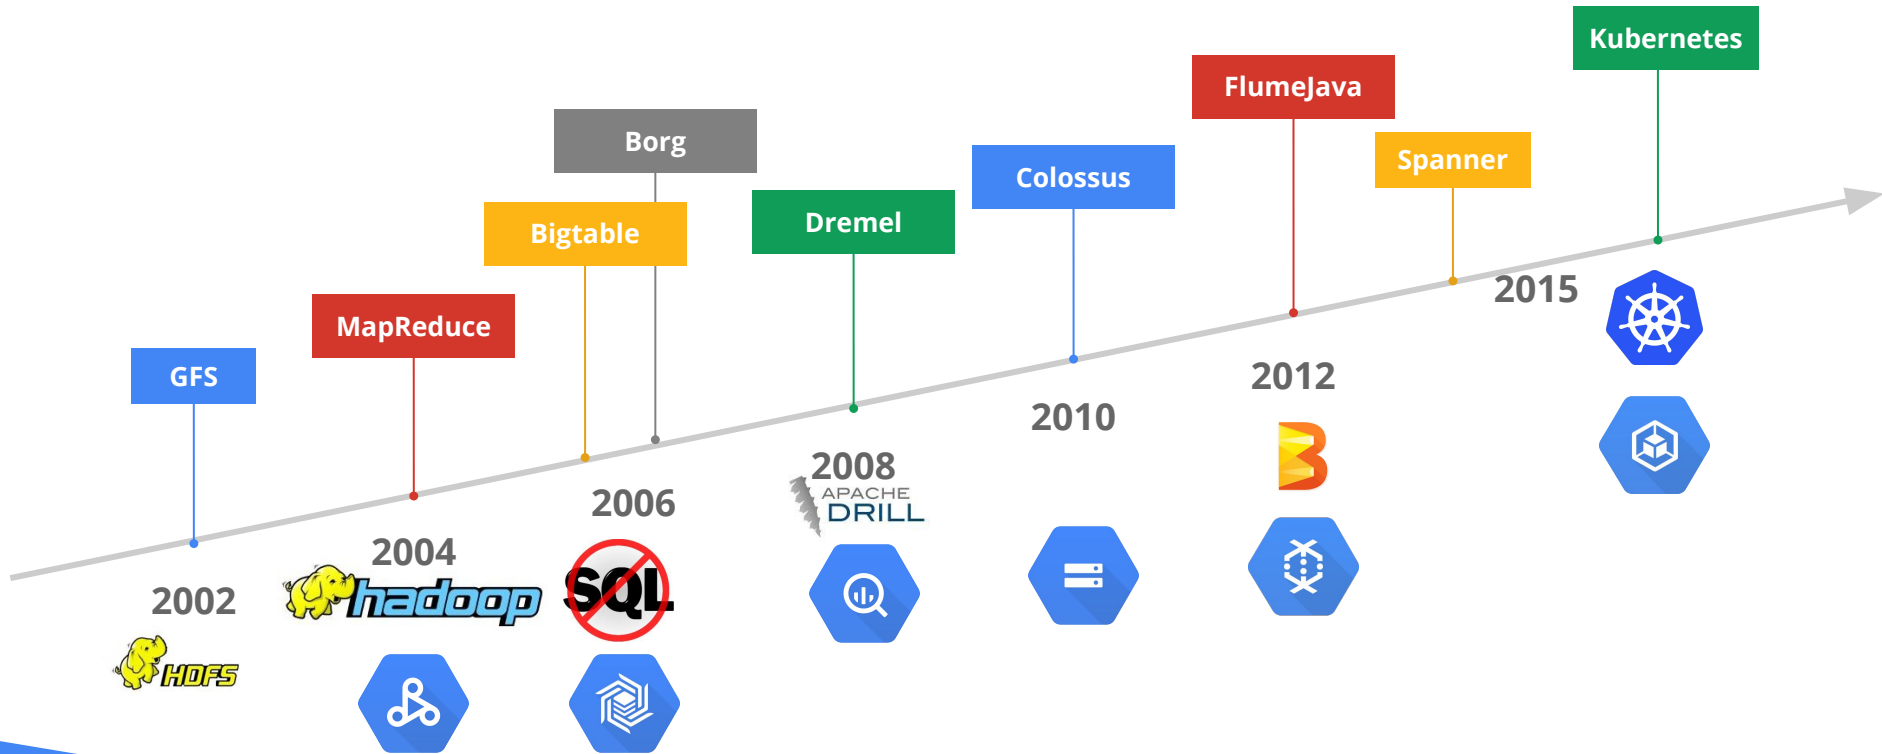 Kubernetes
FlumeJava
Borg
Spanner
Colossus
Dremel
Bigtable
MapReduce
GFS
2015
2012
2010
2008
APACHE
DRILL
2006
SQL
2004
hadoop
2002
HDFS